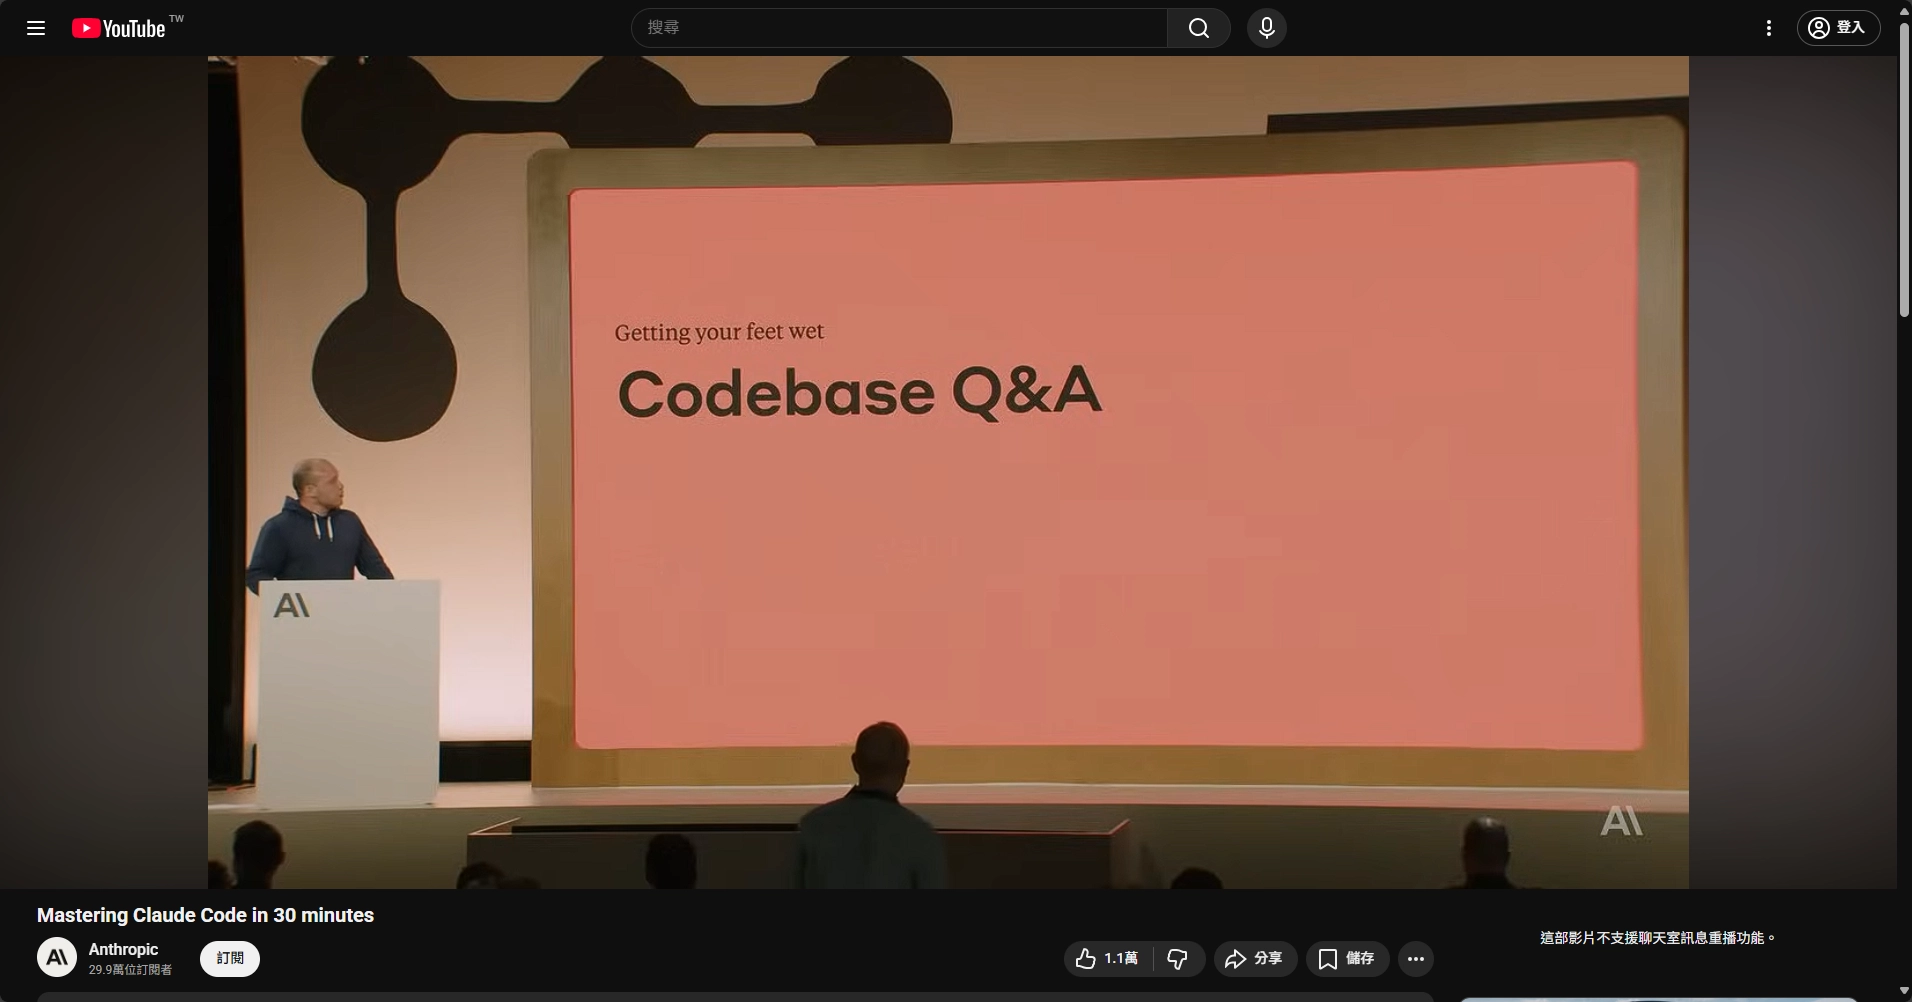 YouTube TW
搜尋
登入
Getting your feet wet
Codebase Q&A
A\
A\
Mastering Claude Code in 30 minutes
A\
Anthropic
29.9萬位訂閱者
訂閱
1.1萬
分享
儲存
這部影片不支援聊天室訊息重播功能。